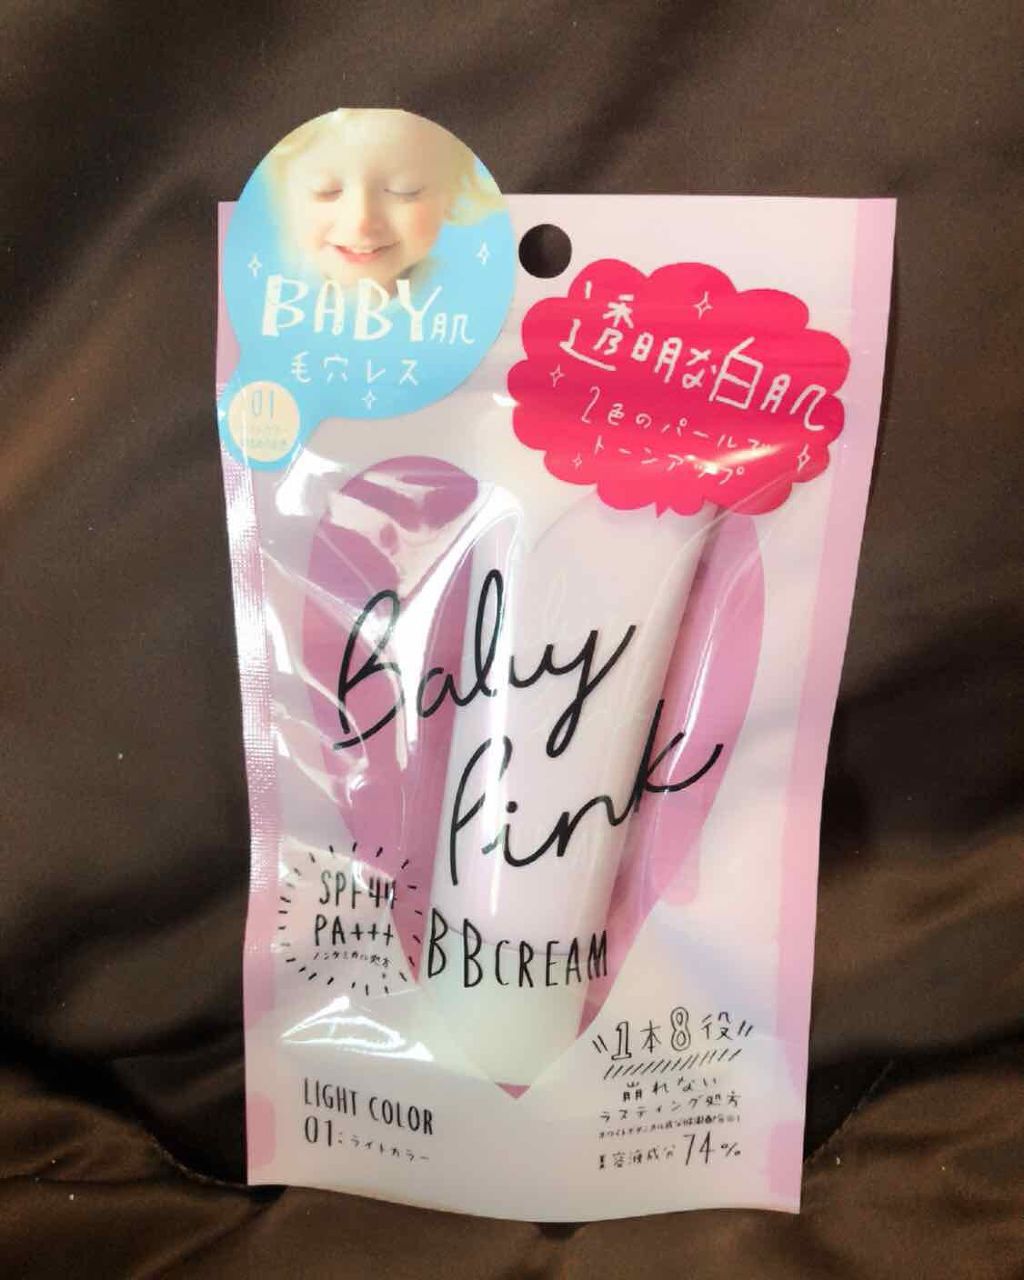 BABY肌
毛穴レス
01
透明な白肌
2色のパールで
トーンアップ
Baby
Pink
BBCREAM
SPF44
PA+++
ノンケミカル処方
LIGHT COLOR
01:ライトカラー
1本8役
崩れない
ラスティング処方
美容液成分74%